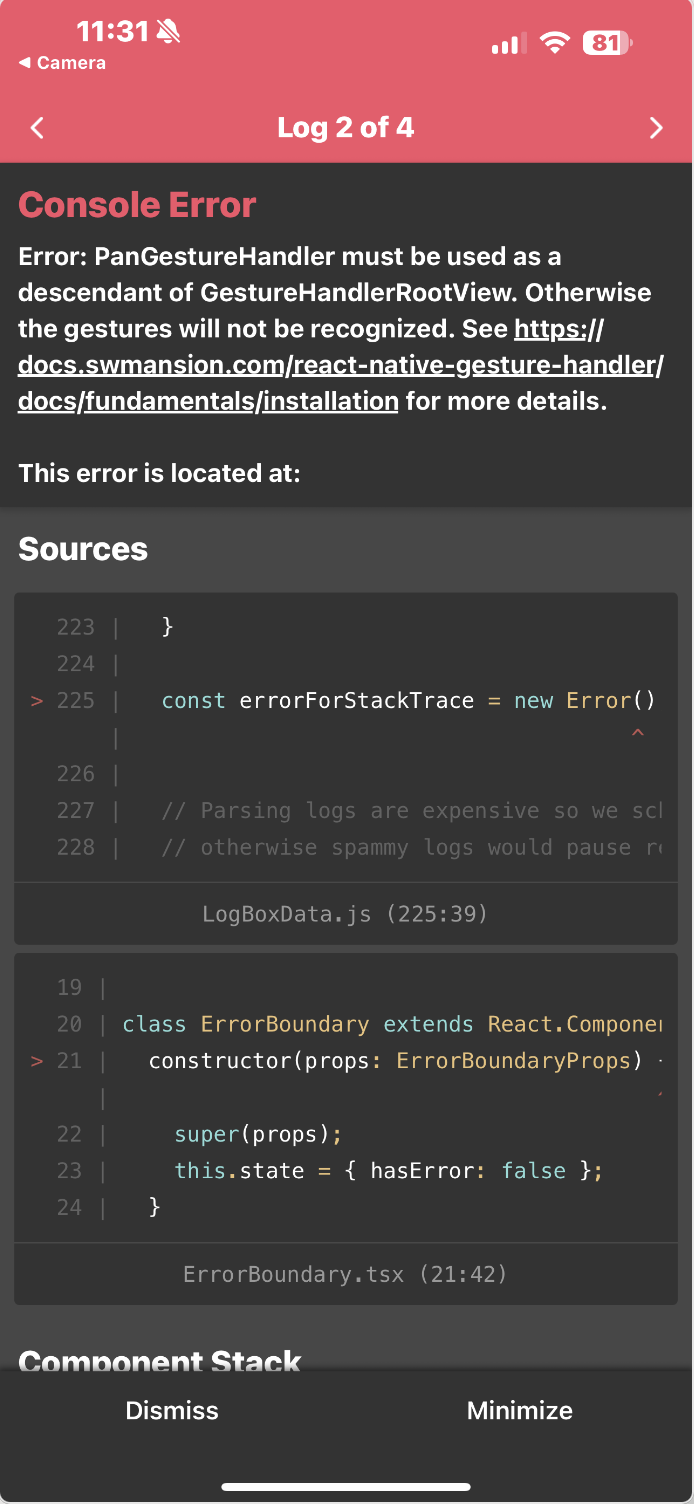 11:31
◀ Camera
81
Log 2 of 4
Console Error
Error: PanGestureHandler must be used as a
descendant of GestureHandlerRootView. Otherwise
the gestures will not be recognized. See https://
docs.swmansion.com/react-native-gesture-handler/
docs/fundamentals/installation for more details.
This error is located at:
Sources
223 |   }
224 |
> 225 |   const errorForStackTrace = new Error()
|                                       ^
226 |
227 |   // Parsing logs are expensive so we sch
228 |   // otherwise spammy logs would pause re
LogBoxData.js (225:39)
19 |
20 | class ErrorBoundary extends React.Componen
> 21 |   constructor(props: ErrorBoundaryProps)
|                                          ^
22 |     super(props);
23 |     this.state = { hasError: false };
24 |   }
ErrorBoundary.tsx (21:42)
Component Stack
Dismiss
Minimize